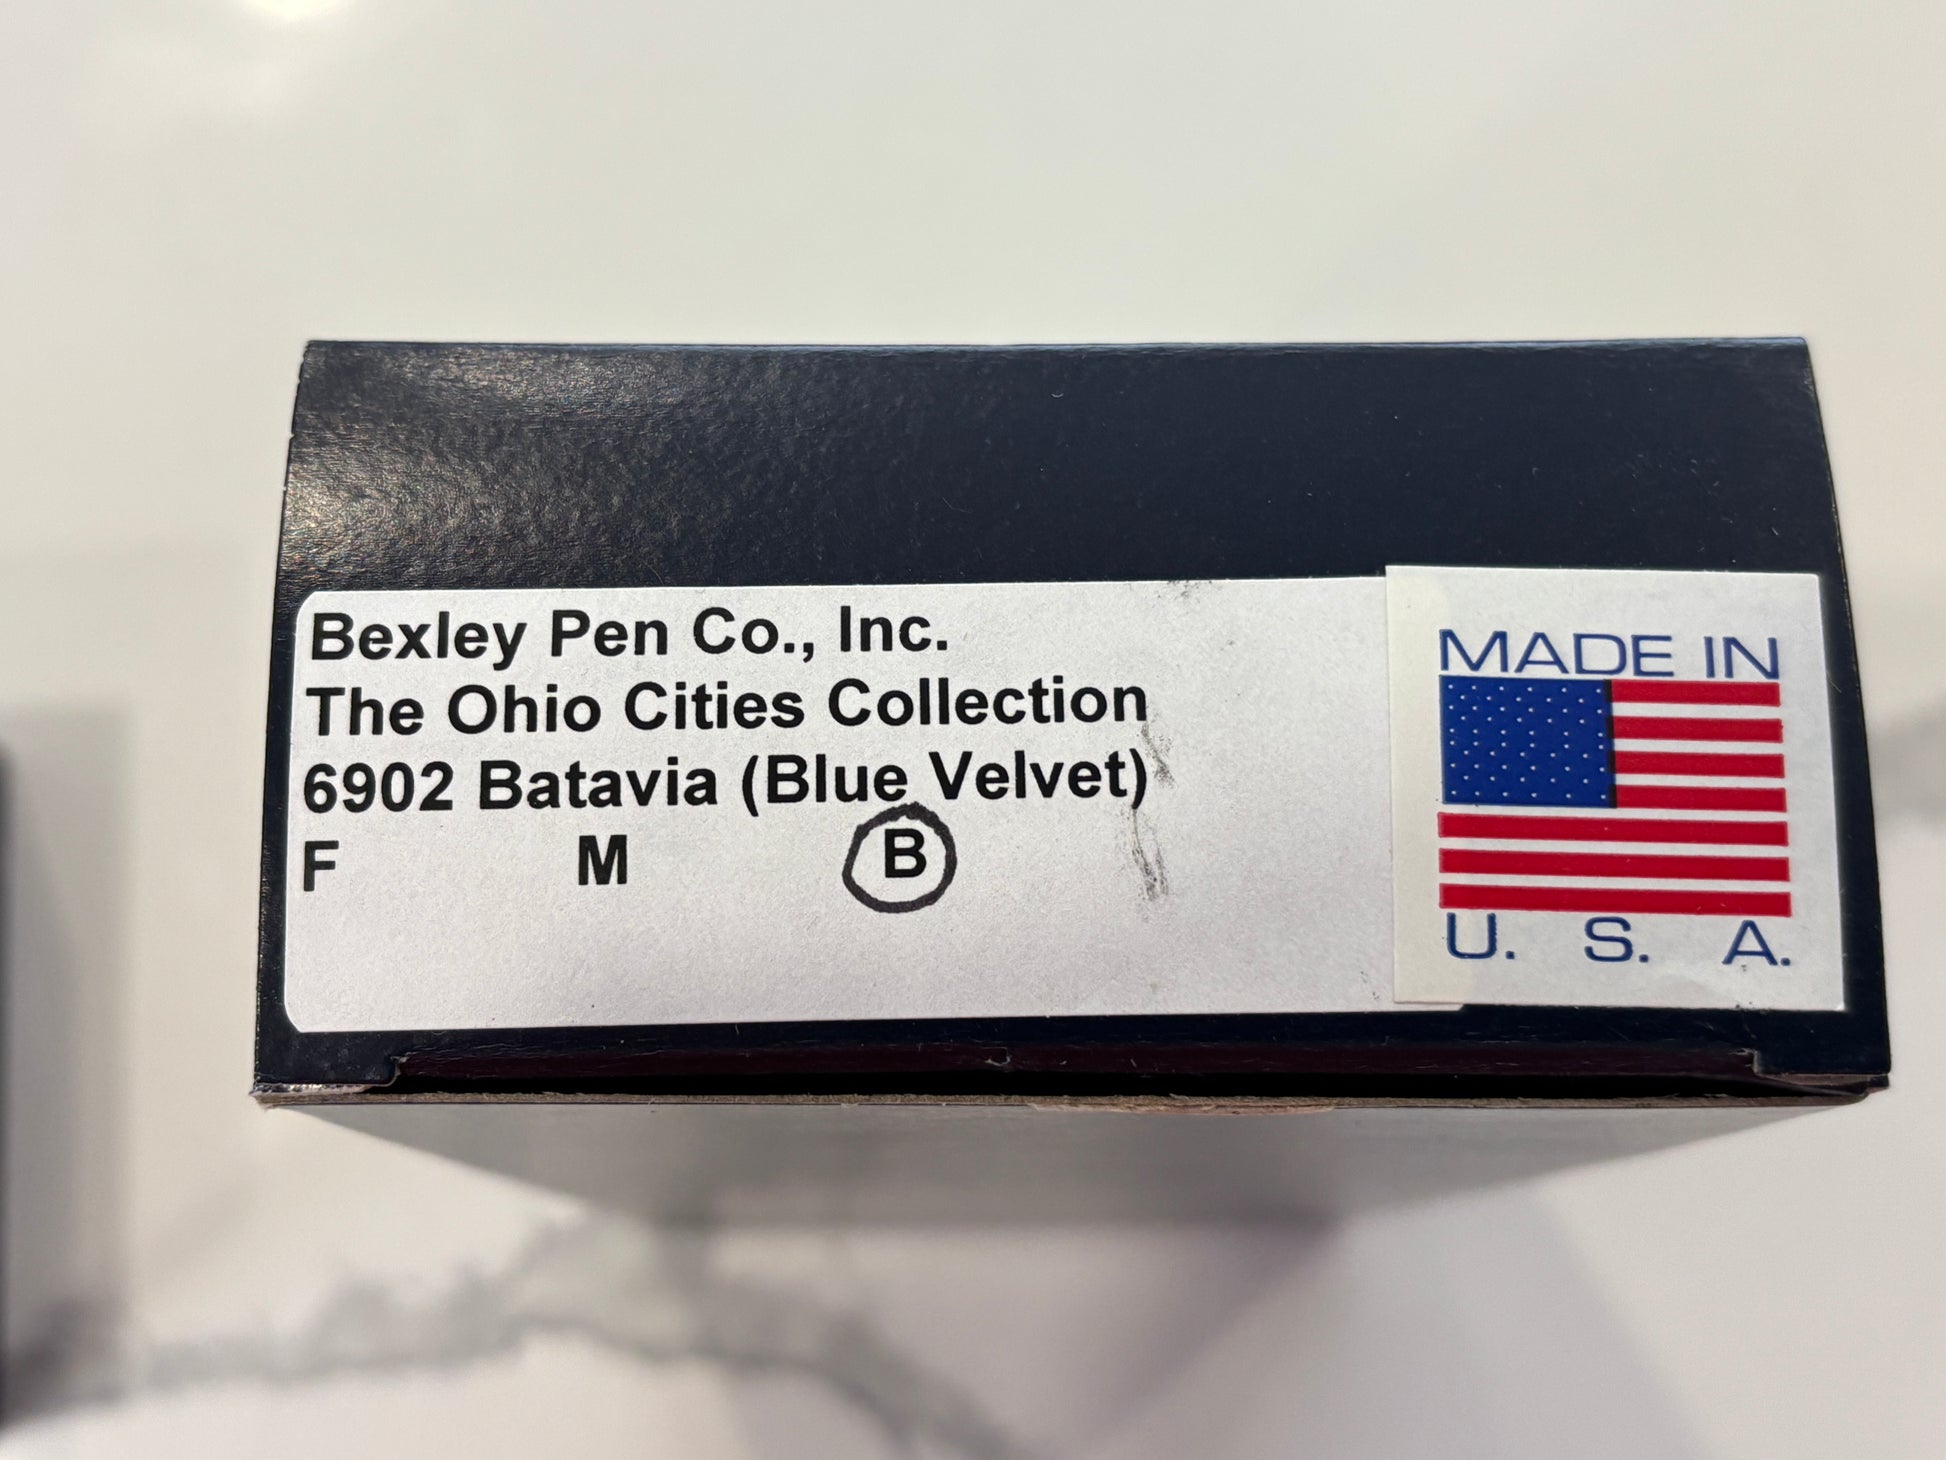 Bexley Pen Co., Inc.
The Ohio Cities Collection
6902 Batavia (Blue Velvet)
F M B
MADE IN
U. S. A.